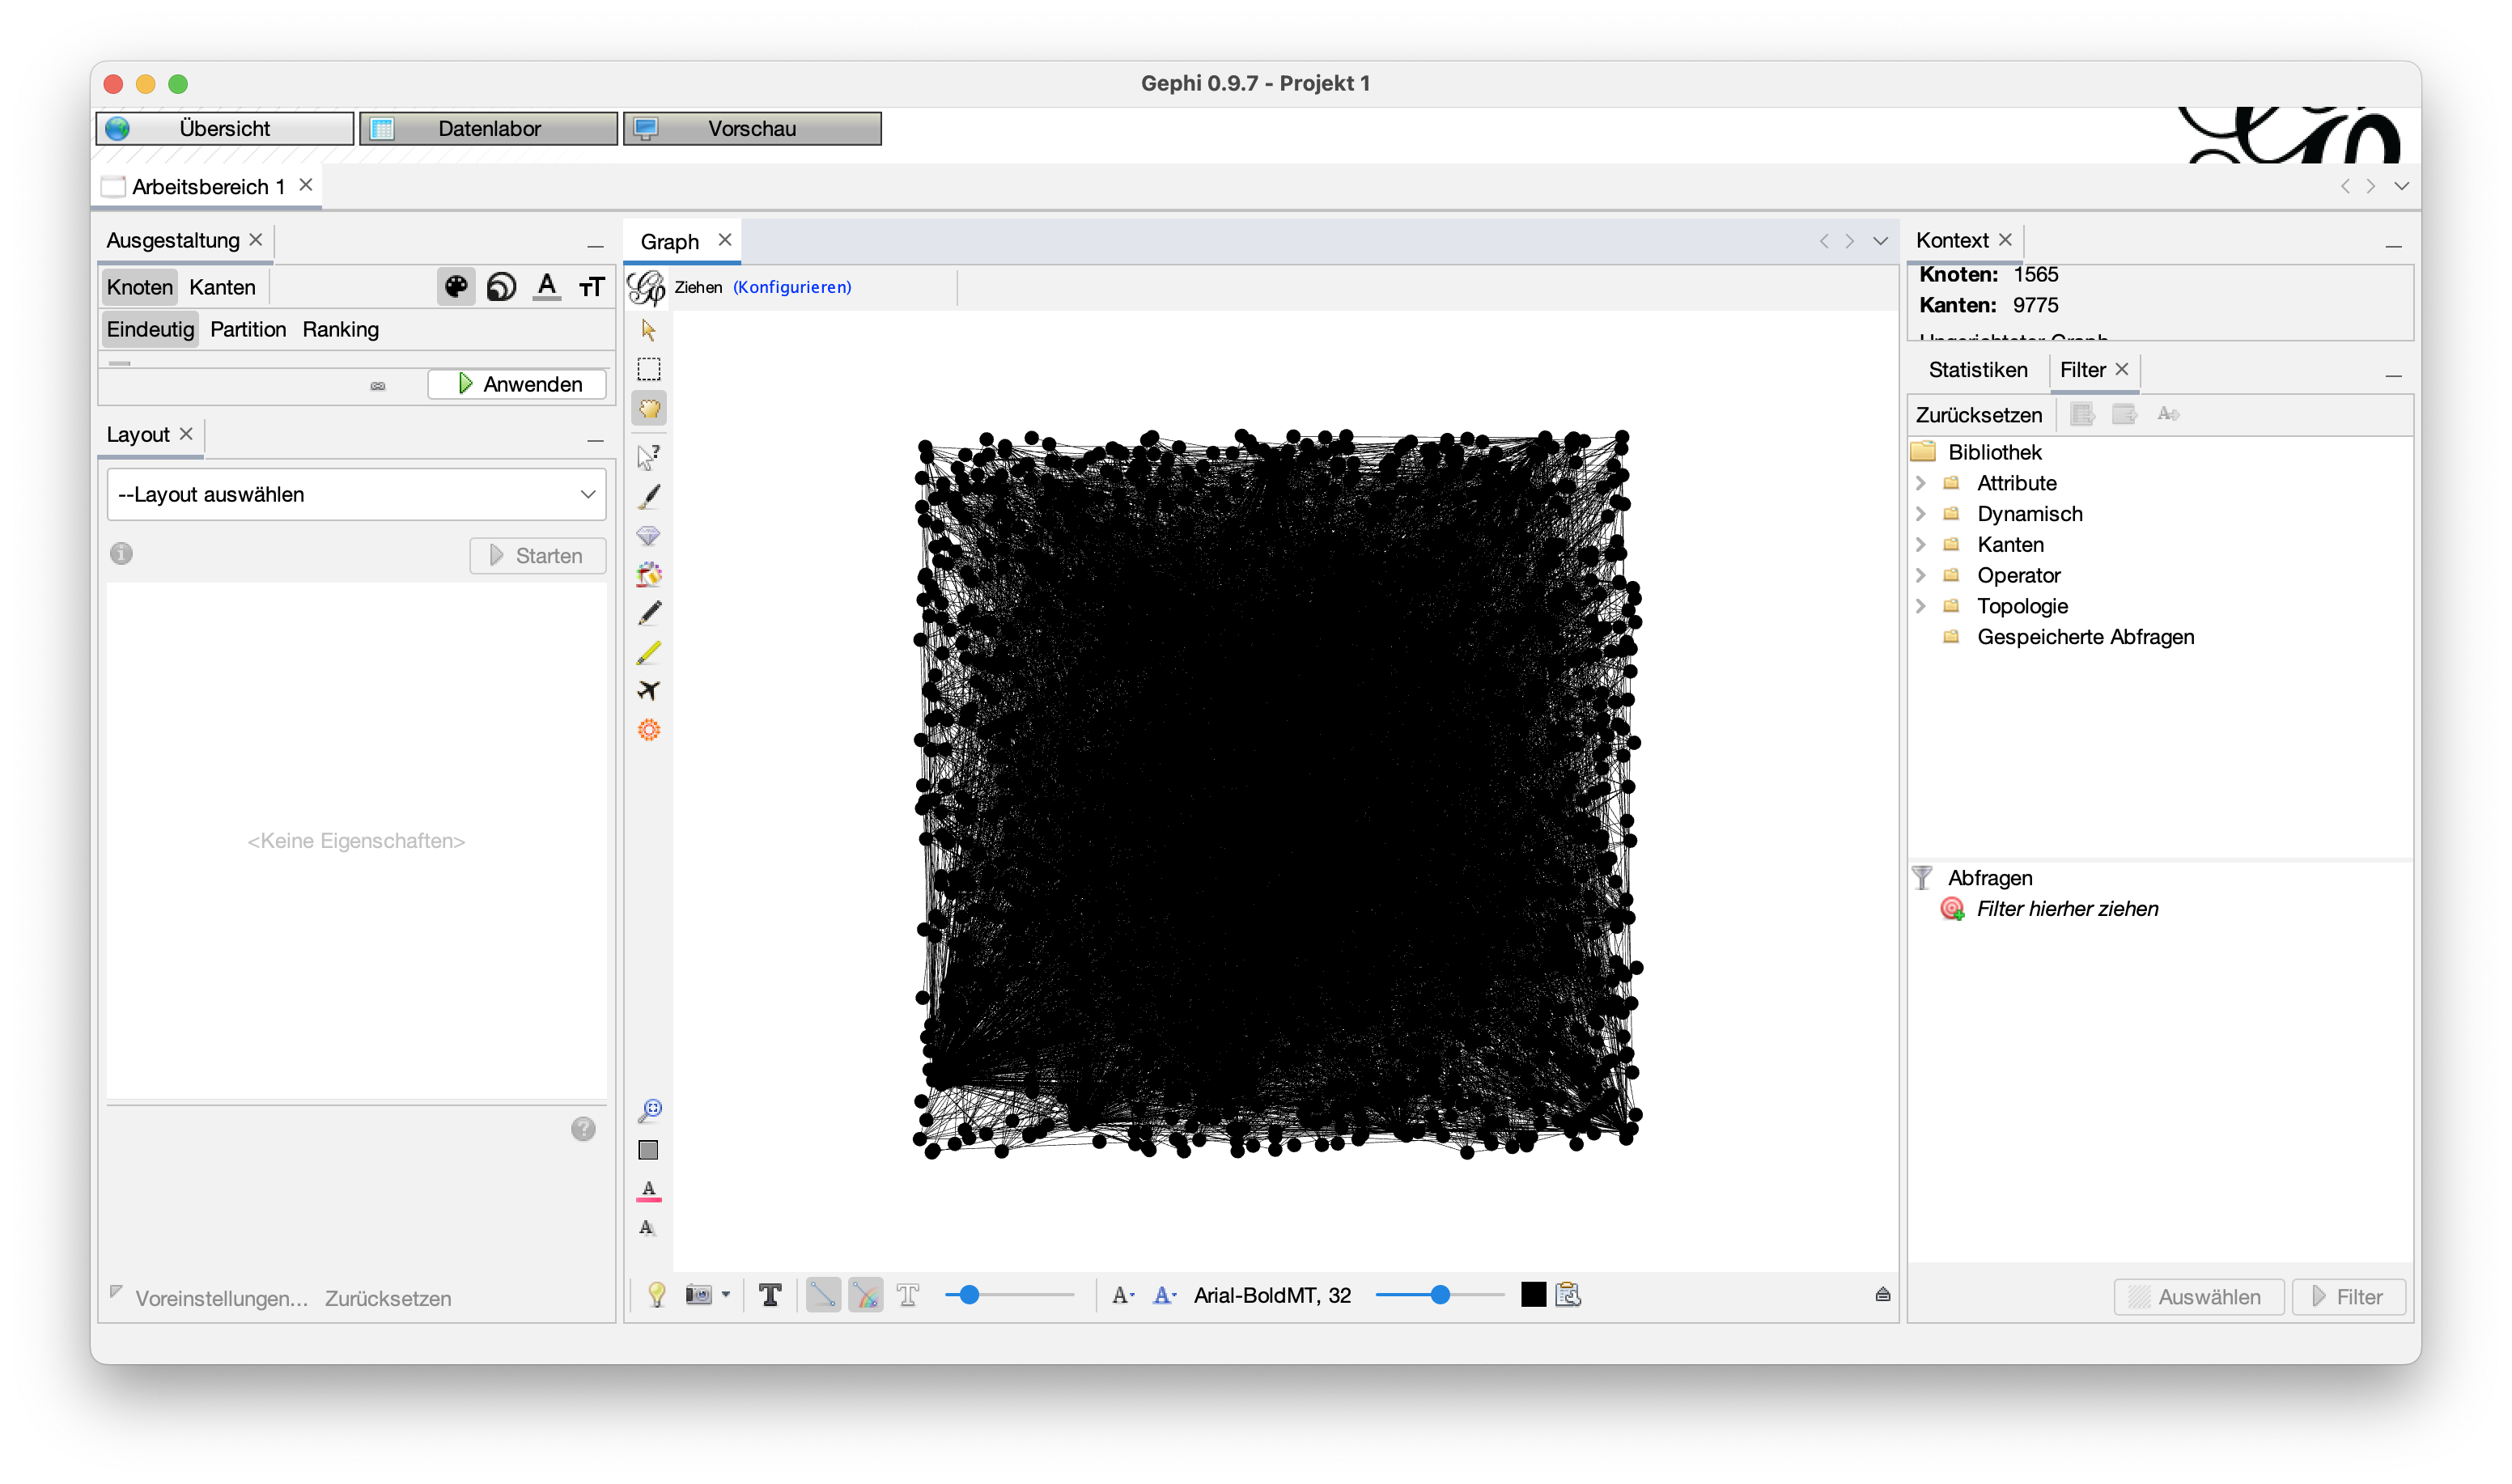 Gephi 0.9.7 - Projekt 1
Übersicht
Datenlabor
Vorschau
Arbeitsbereich 1
Ausgestaltung
Knoten Kanten
Eindeutig Partition Ranking
Anwenden
Layout
--Layout auswählen
Starten
<Keine Eigenschaften>
Voreinstellungen... Zurücksetzen
Graph
Ziehen (Konfigurieren)
Arial-BoldMT, 32
Kontext
Knoten: 1565
Kanten: 9775
Ungerichteter Graph
Statistiken
Filter
Zurücksetzen
Bibliothek
Attribute
Dynamisch
Kanten
Operator
Topologie
Gespeicherte Abfragen
Abfragen
Filter hierher ziehen
Auswählen
Filter